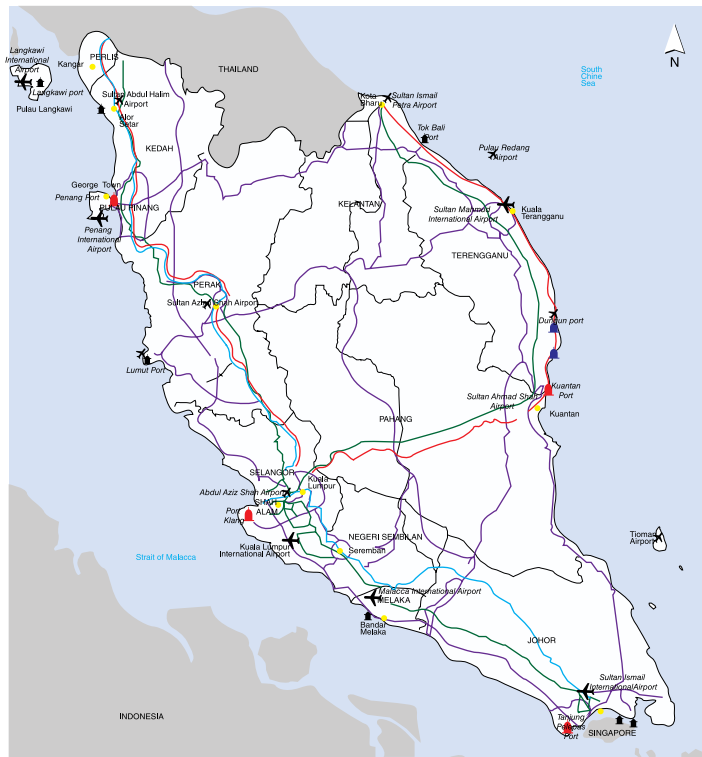 Langkawi
International
Airport
Langkawi port
Pulau Langkawi
Kangar
PERLIS
Sultan Abdul Halim
Airport
Alor
Setar
KEDAH
THAILAND
South
Chine
Sea
N
Kota
Bharu
Sultan Ismail
Petra Airport
Tok Bali
Port
Pulau Redang
Airport
George Town
Penang Port
PULAU PINANG
Penang
International
Airport
KELANTAN
Sultan Mahmod
International Airport
Kuala
Terangganu
TERENGGANU
PERAK
Sultan Azlan Shah Airport
Dungun port
Lumut Port
Sultan Ahmad Shah
Airport
Kuantan
Port
Kuantan
PAHANG
SELANGOR
Kuala
Lumpur
Abdul Aziz Shah Airport
SHAH
ALAM
Port
Klang
Kuala Lumpur
International Airport
NEGERI SEMBILAN
Seremban
Strait of Malacca
Tioman
Airport
Malacca International Airport
MELAKA
Bandar
Melaka
JOHOR
Sultan Ismail
InternationalAirport
Tanjung
Pelepas
Port
SINGAPORE
INDONESIA